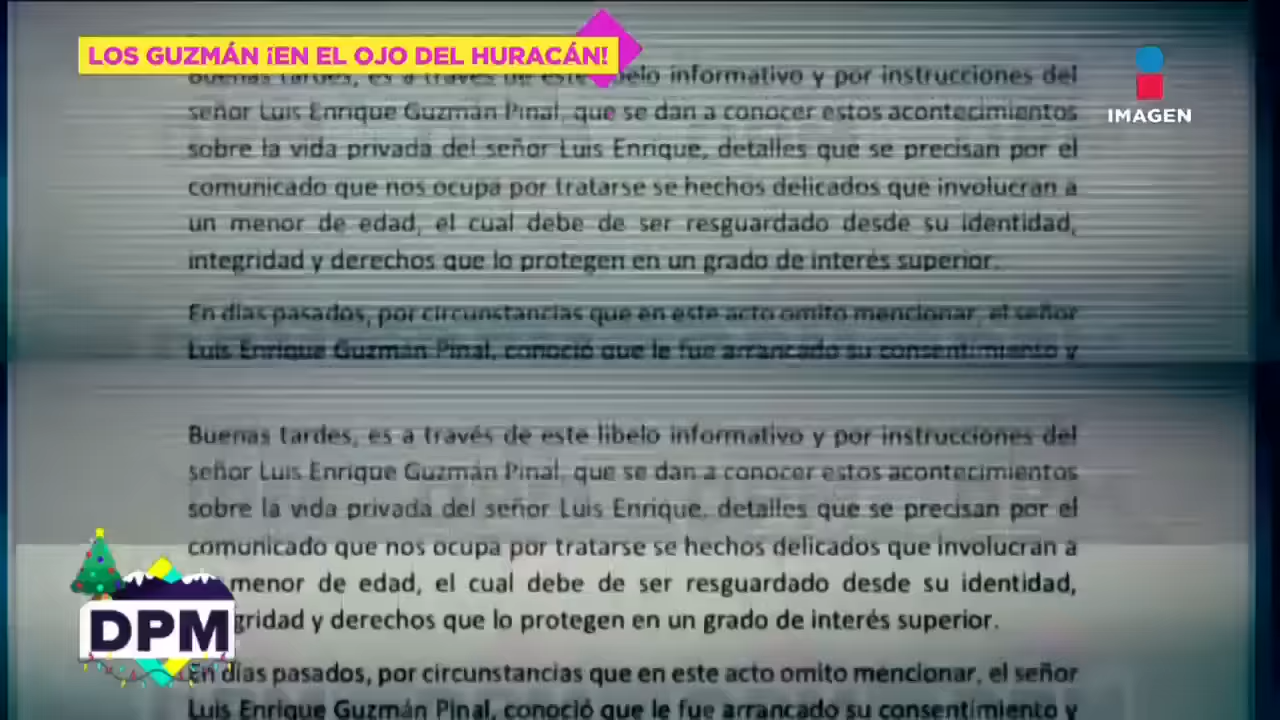 LOS GUZMÁN ¡EN EL OJO DEL HURACÁN!
IMAGEN
Buenas tardes, es a través de este libelo informativo y por instrucciones del
señor Luis Enrique Guzmán Pinal, que se dan a conocer estos acontecimientos
sobre la vida privada del señor Luis Enrique, detalles que se precisan por el
comunicado que nos ocupa por tratarse se hechos delicados que involucran a
un menor de edad, el cual debe de ser resguardado desde su identidad,
integridad y derechos que lo protegen en un grado de interés superior.
En días pasados, por circunstancias que en este acto omito mencionar, el señor
Luis Enrique Guzmán Pinal, conoció que le fue arrancado su consentimiento y
Buenas tardes, es a través de este libelo informativo y por instrucciones del
señor Luis Enrique Guzmán Pinal, que se dan a conocer estos acontecimientos
sobre la vida privada del señor Luis Enrique, detalles que se precisan por el
comunicado que nos ocupa por tratarse se hechos delicados que involucran a
menor de edad, el cual debe de ser resguardado desde su identidad,
gridad y derechos que lo protegen en un grado de interés superior.
En días pasados, por circunstancias que en este acto omito mencionar, el señor
Luis Enrique Guzmán Pinal, conoció que le fue arrancado su consentimiento y
DPM